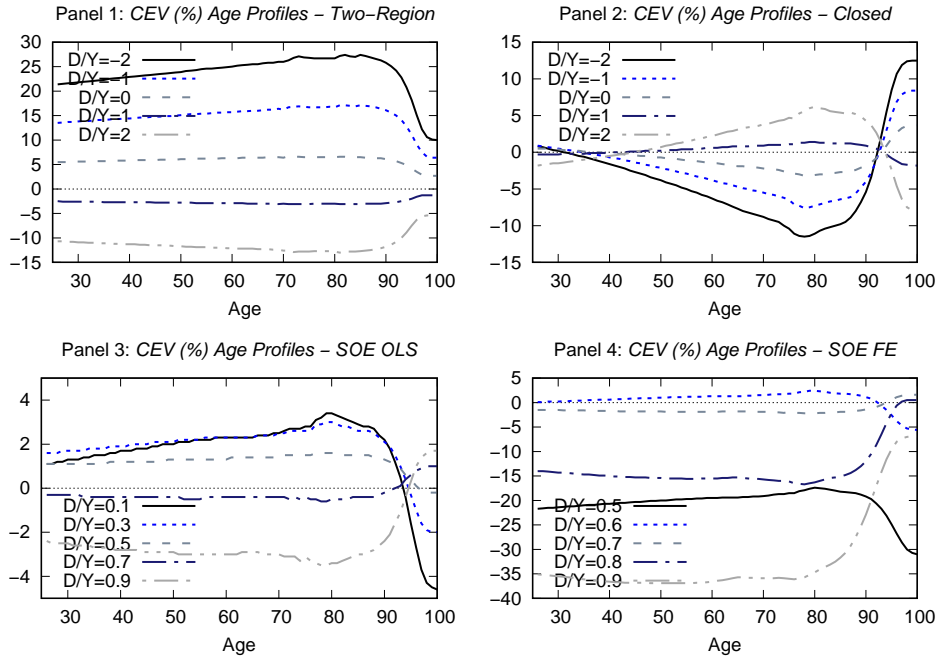 Panel 1: CEV (%) Age Profiles − Two−Region
30
25
20
15
10
5
0
−5
−10
−15
D/Y=−2
D/Y=−1
D/Y=0
D/Y=1
D/Y=2
30 40 50 60 70 80 90 100
Age
Panel 2: CEV (%) Age Profiles − Closed
15
10
5
0
−5
−10
−15
D/Y=−2
D/Y=−1
D/Y=0
D/Y=1
D/Y=2
30 40 50 60 70 80 90 100
Age
Panel 3: CEV (%) Age Profiles − SOE OLS
4
2
0
−2
−4
D/Y=0.1
D/Y=0.3
D/Y=0.5
D/Y=0.7
D/Y=0.9
30 40 50 60 70 80 90 100
Age
Panel 4: CEV (%) Age Profiles − SOE FE
5
0
−5
−10
−15
−20
−25
−30
−35
−40
D/Y=0.5
D/Y=0.6
D/Y=0.7
D/Y=0.8
D/Y=0.9
30 40 50 60 70 80 90 100
Age